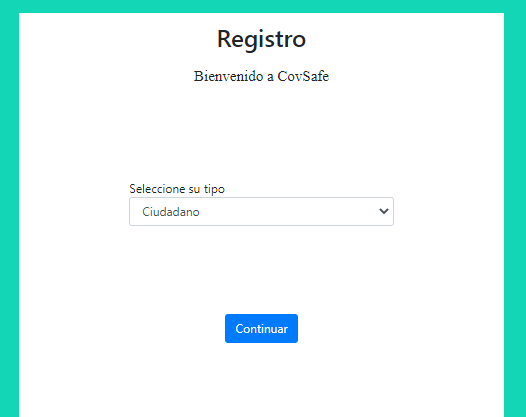 Registro
Bienvenido a CovSafe
Seleccione su tipo
Ciudadano
Continuar